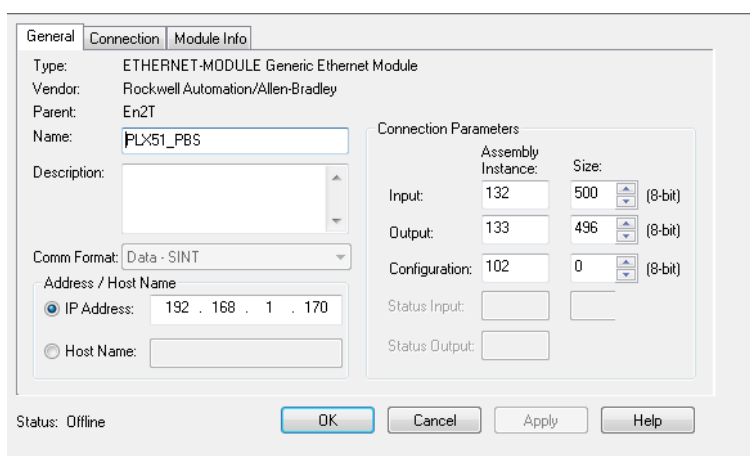 General Connection Module Info
Type: ETHERNET-MODULE Generic Ethernet Module
Vendor: Rockwell Automation/Allen-Bradley
Parent: En2T
Name: PLX51_PBS
Description:
Comm Format: Data - SINT
Address / Host Name
IP Address: 192 . 168 . 1 . 170
Host Name:
Connection Parameters
Assembly
Instance: Size:
Input: 132 500 (8-bit)
Output: 133 496 (8-bit)
Configuration: 102 0 (8-bit)
Status Input:
Status Output:
Status: Offline OK Cancel Apply Help